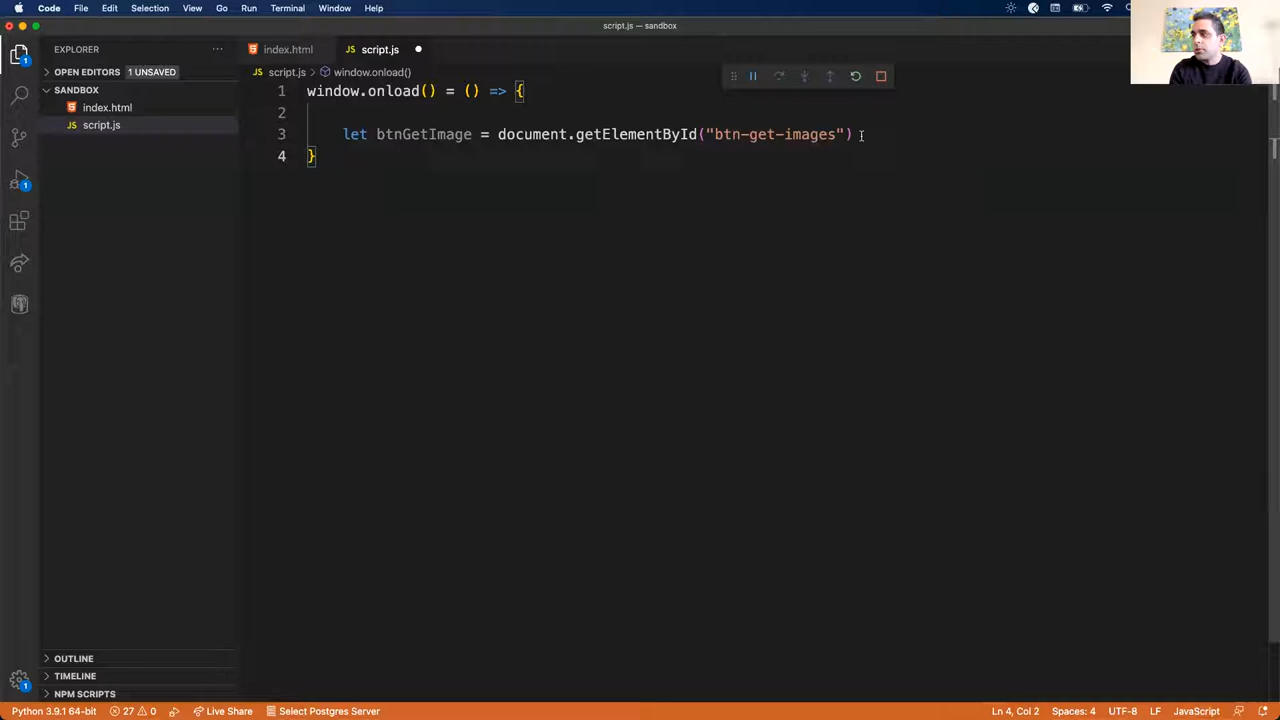 Code File Edit Selection View Go Run Terminal Window Help
script.js — sandbox
EXPLORER
index.html
script.js
OPEN EDITORS 1 UNSAVED
script.js > window.onload()
SANDBOX
index.html
script.js
1 window.onload() = () => {
2
3 let btnGetImage = document.getElementById("btn-get-images")
4 }
OUTLINE
TIMELINE
NPM SCRIPTS
Python 3.9.1 64-bit 27 0 Live Share Select Postgres Server Ln 4, Col 2 Spaces: 4 UTF-8 LF JavaScript
1
1
1